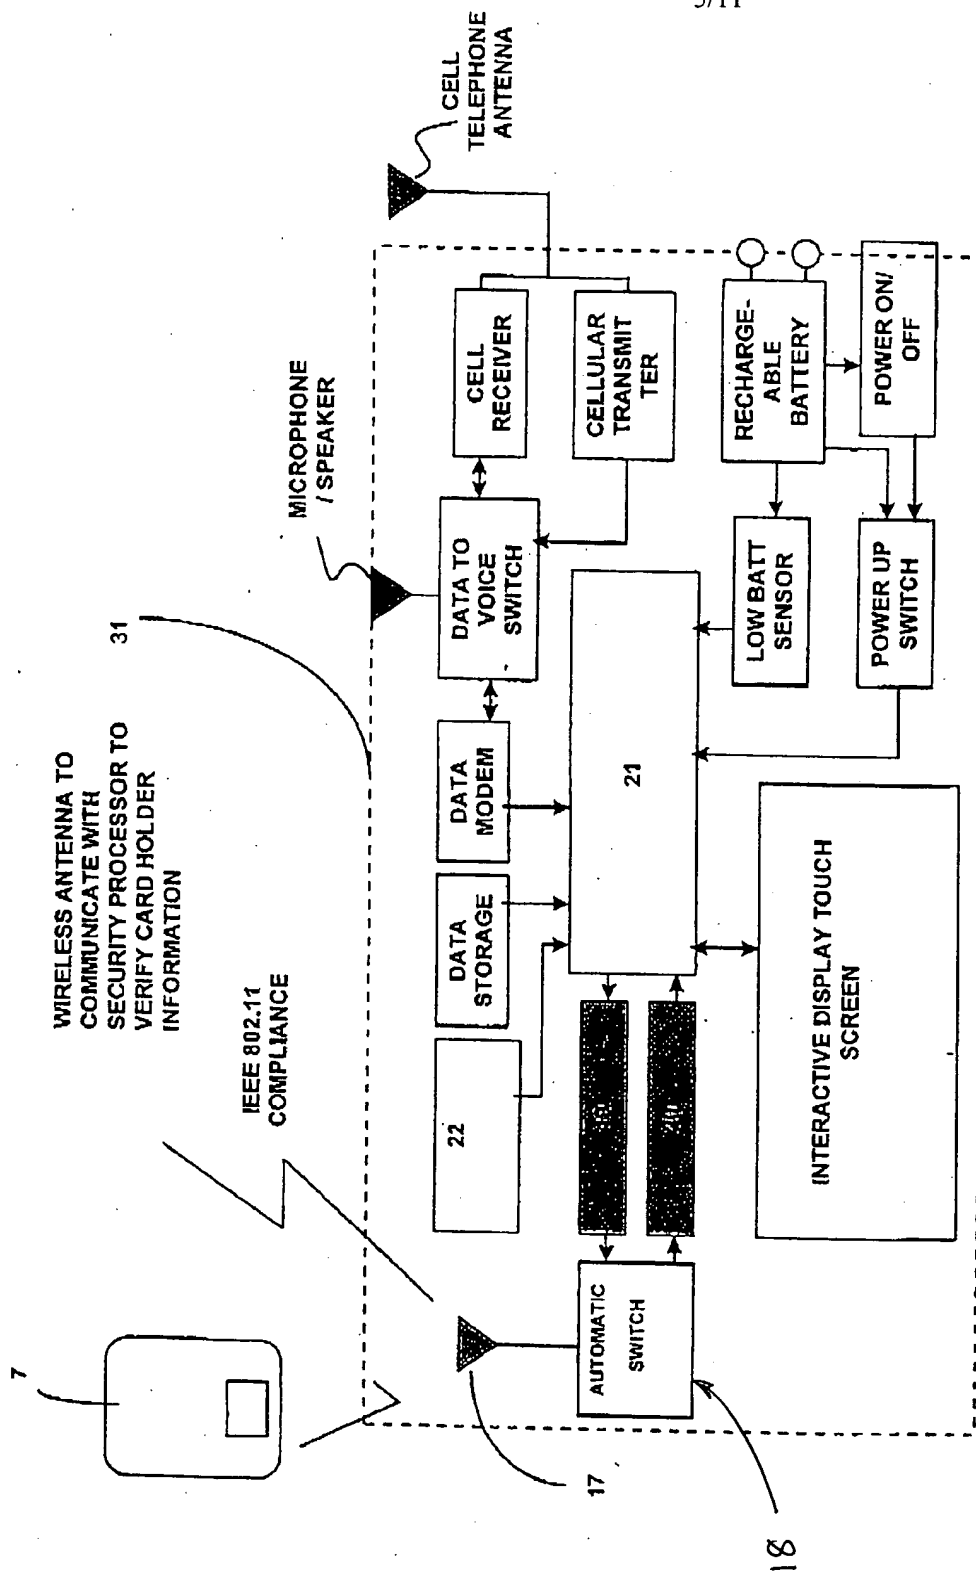 5/11
WIRELESS ANTENNA TO
COMMUNICATE WITH
SECURITY PROCESSOR TO
VERIFY CARD HOLDER
INFORMATION
IEEE 802.11
COMPLIANCE
31
7
MICROPHONE
/ SPEAKER
CELL
TELEPHONE
ANTENNA
17
18
AUTOMATIC
SWITCH
22
DATA
STORAGE
DATA
MODEM
DATA TO
VOICE
SWITCH
CELL
RECEIVER
CELLULAR
TRANSMIT
TER
21
LOW BATT
SENSOR
RECHARGE-
ABLE
BATTERY
POWER UP
SWITCH
POWER ON/
OFF
INTERACTIVE DISPLAY TOUCH
SCREEN